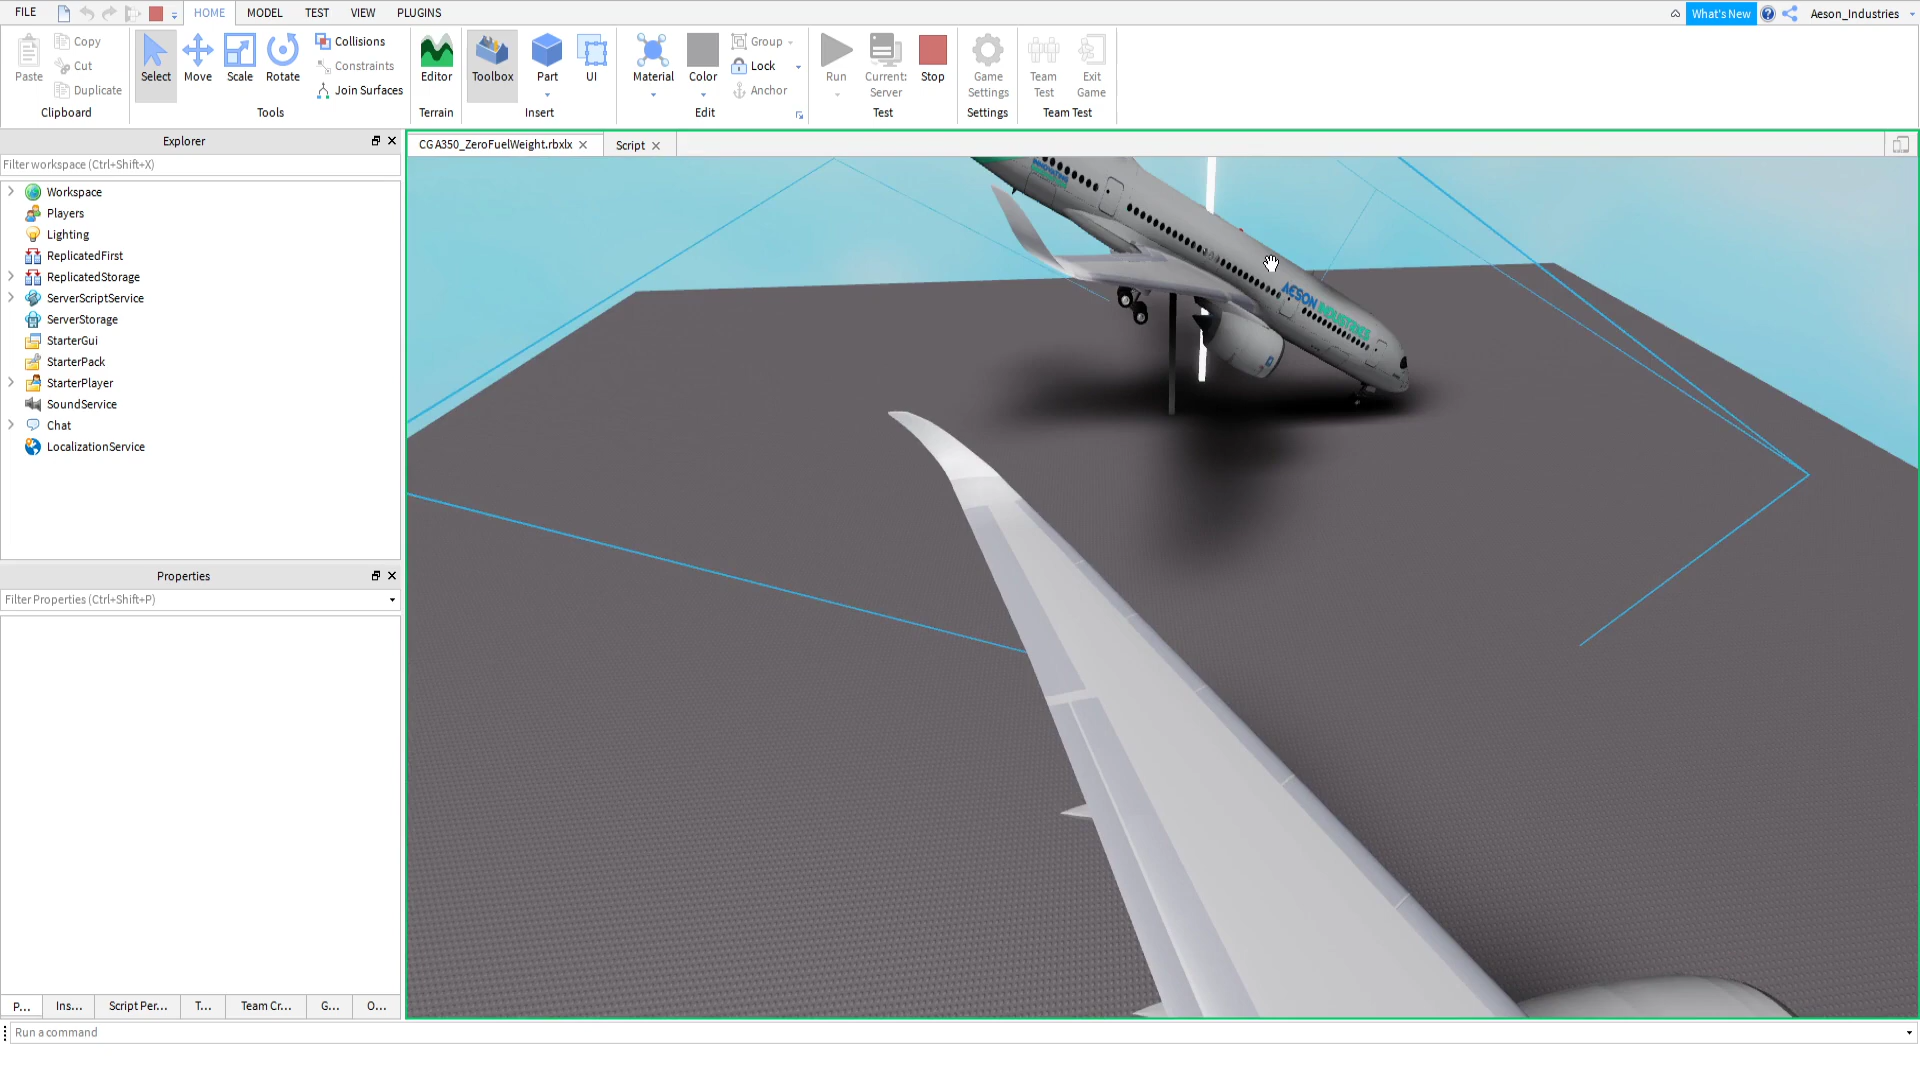 FILE
HOME
MODEL
TEST
VIEW
PLUGINS
What's New
Aeson_Industries
Paste
Copy
Cut
Duplicate
Clipboard
Select
Move
Scale
Rotate
Collisions
Constraints
Join Surfaces
Tools
Editor
Terrain
Toolbox
Part
UI
Insert
Material
Color
Group
Lock
Anchor
Edit
Run
Current:
Server
Stop
Test
Game
Settings
Settings
Team
Test
Exit
Game
Team Test
Explorer
Filter workspace (Ctrl+Shift+X)
Workspace
Players
Lighting
ReplicatedFirst
ReplicatedStorage
ServerScriptService
ServerStorage
StarterGui
StarterPack
StarterPlayer
SoundService
Chat
LocalizationService
Properties
Filter Properties (Ctrl+Shift+P)
P...
Ins...
Script Per...
T...
Team Cr...
G...
O...
Run a command
CG A350_ZeroFuelWeight.rbxlx
Script
AESON INDUSTRIES